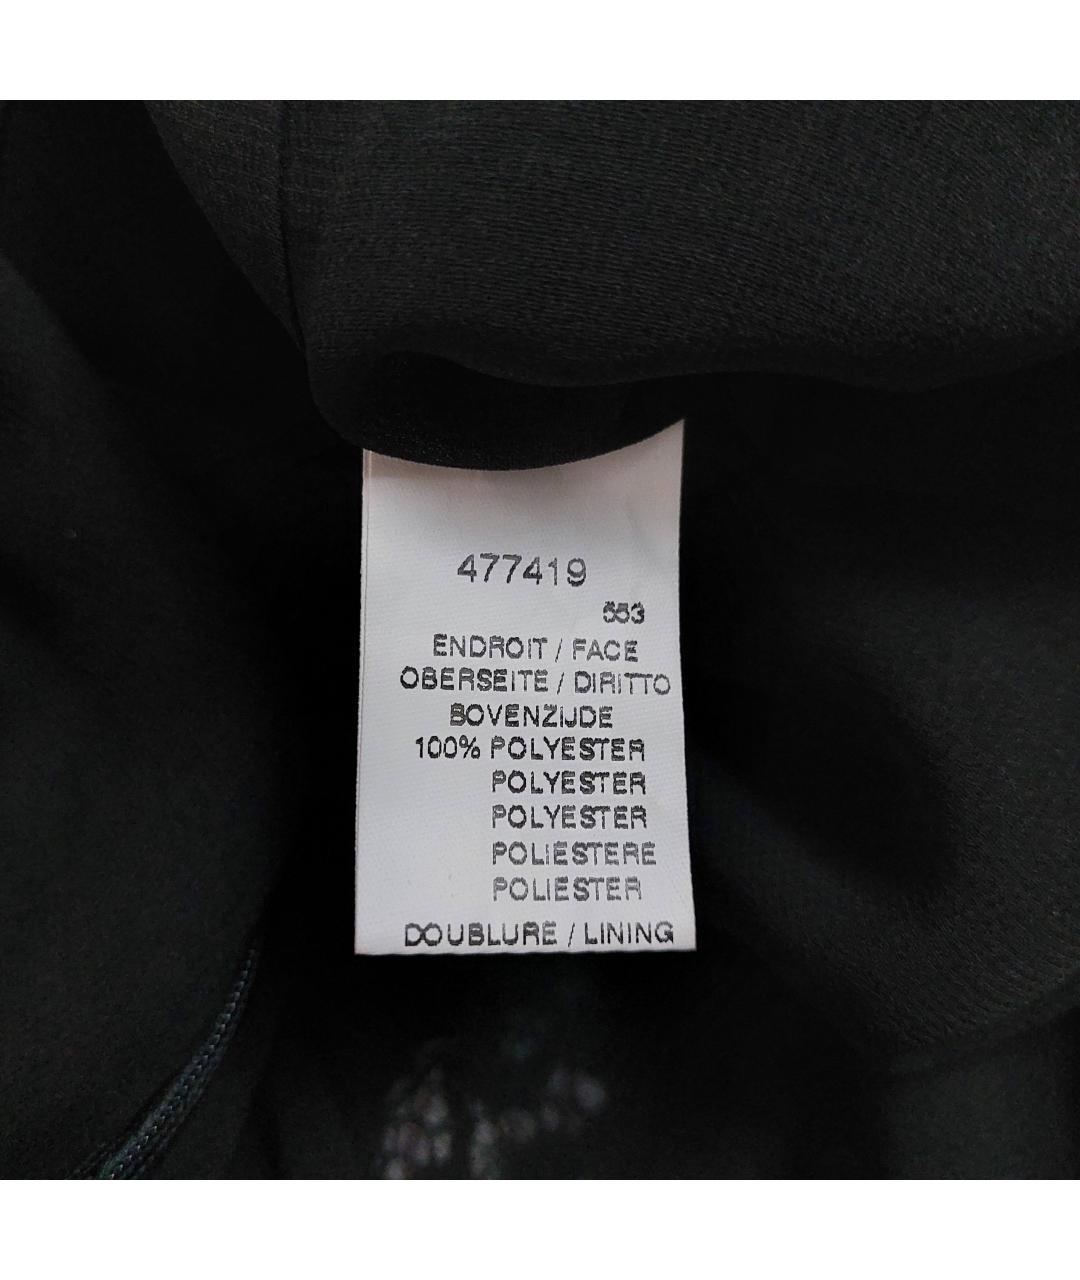 477419
553
ENDROIT / FACE
OBERSEITE / DIRITTO
BOVENZIJDE
100% POLYESTER
POLYESTER
POLYESTER
POLIESTERE
POLIESTER
DOUBLURE / LINING